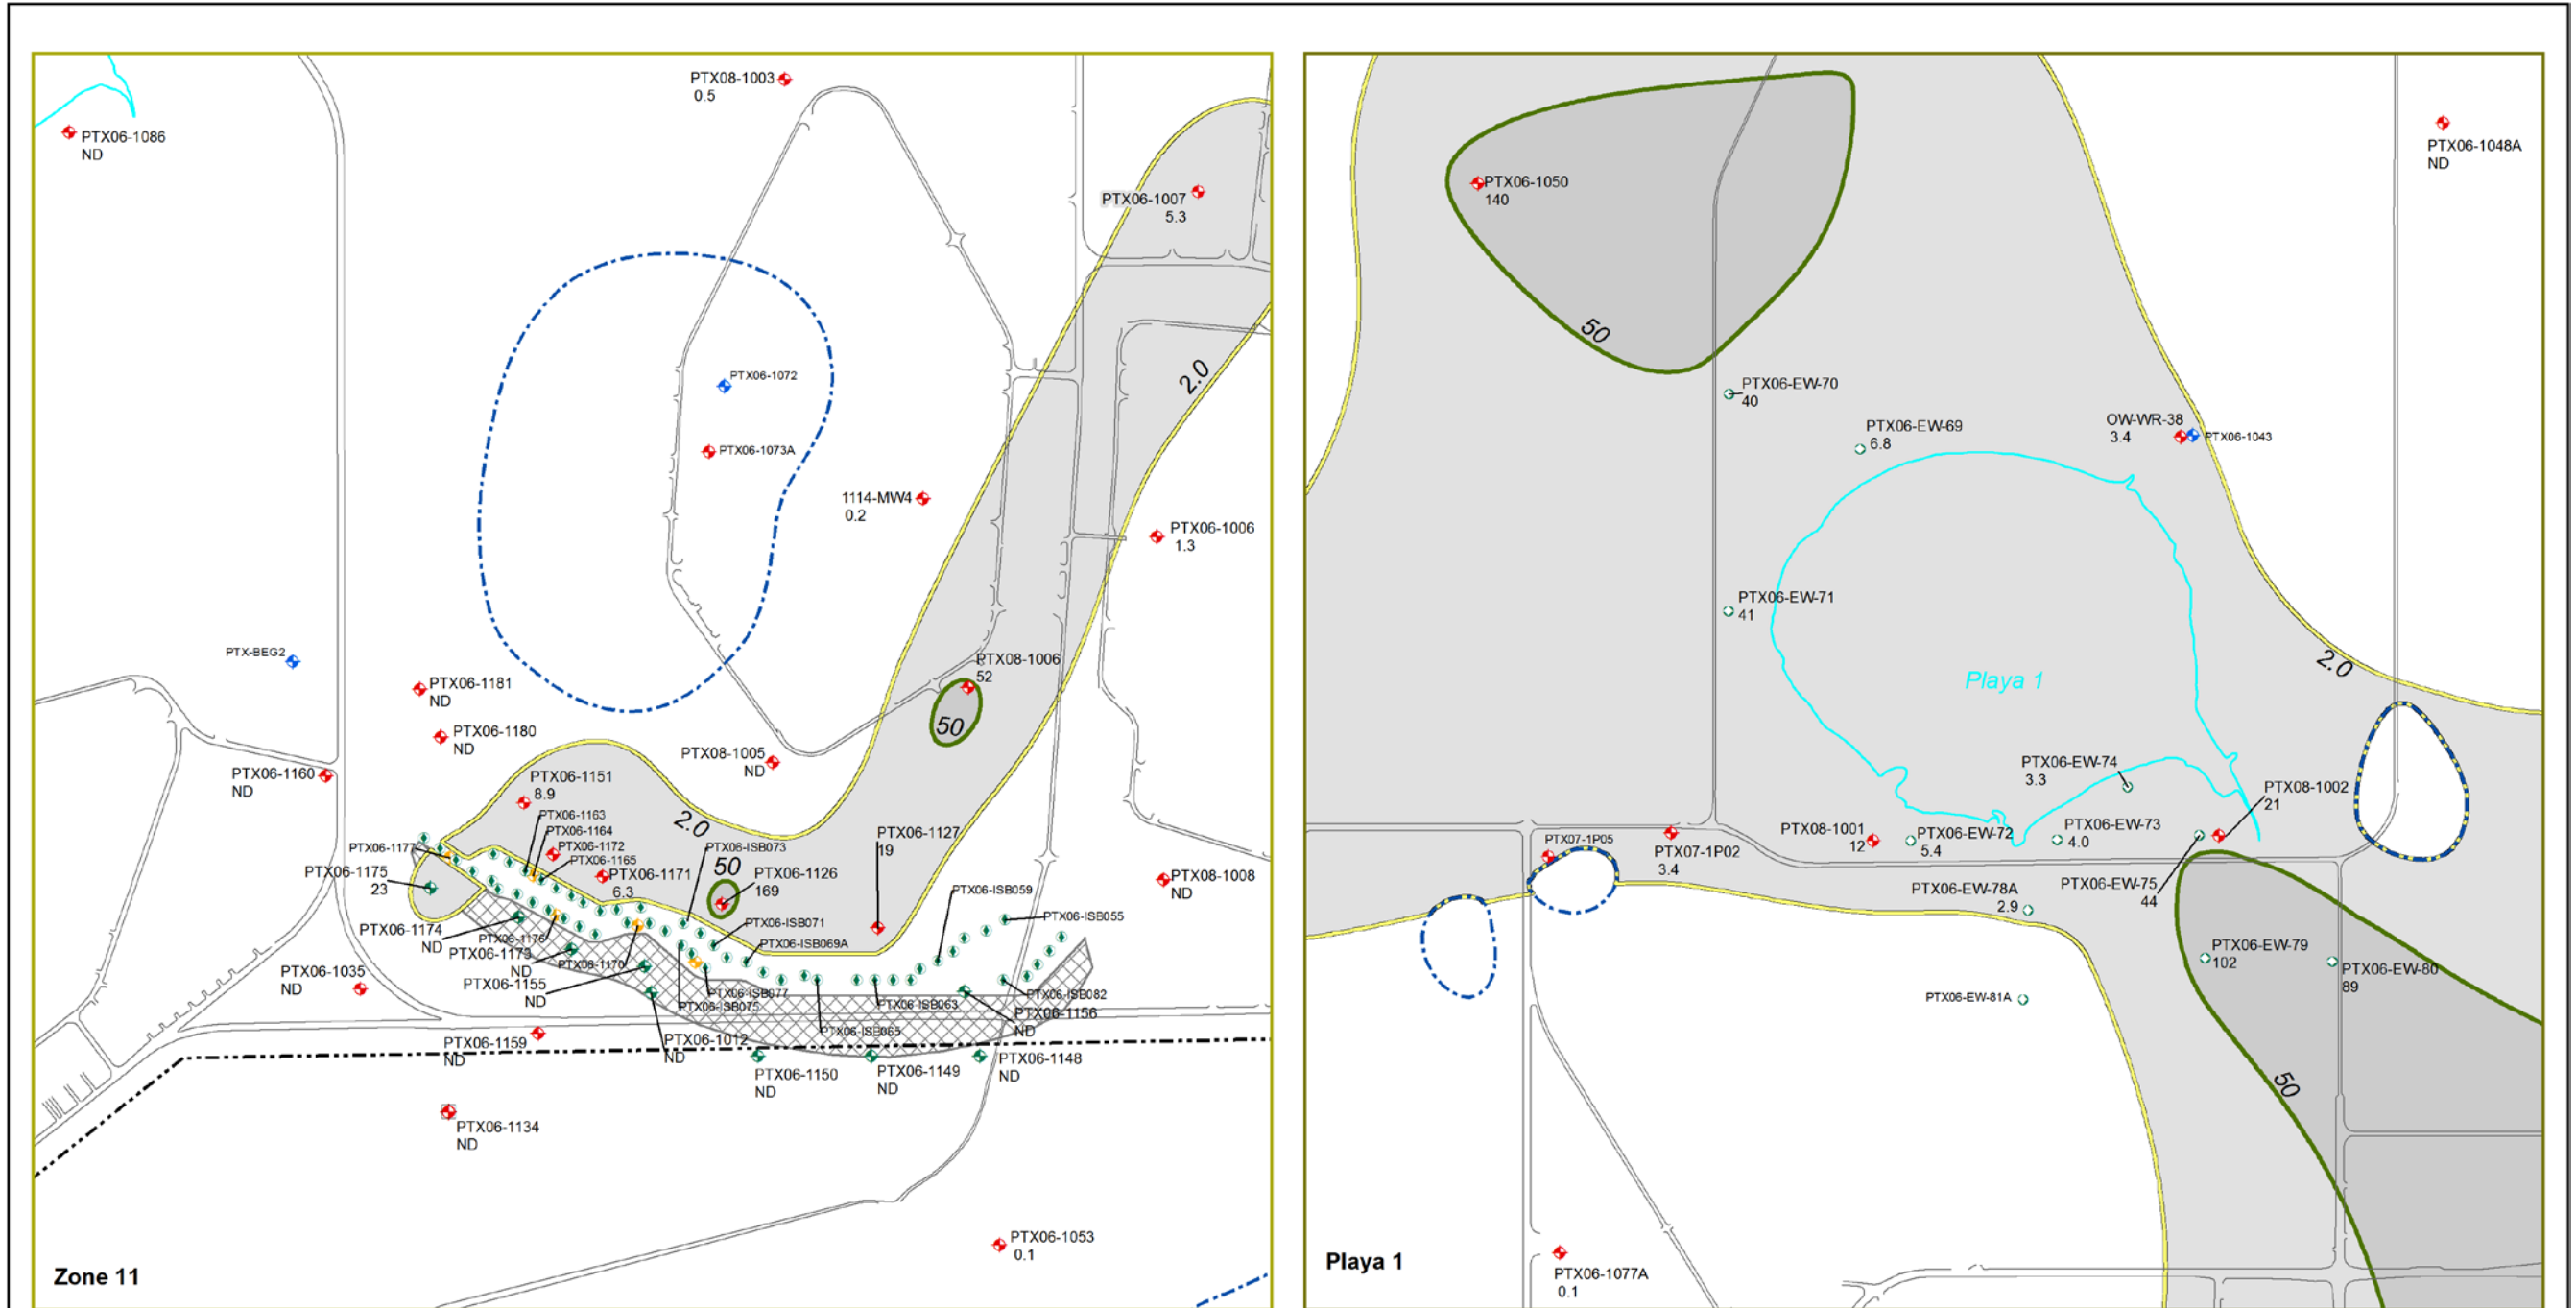 PTX08-1003
0.5
PTX06-1086
ND
PTX06-1007
5.3
PTX06-1072
PTX06-1073A
2.0
1114-MW4
0.2
PTX06-1006
1.3
PTX-BEG2
PTX08-1006
52
50
PTX06-1181
ND
PTX06-1180
ND
PTX08-1005
ND
PTX06-1160
ND
PTX06-1151
8.9
PTX06-1163
PTX06-1164
PTX06-1172
PTX06-1165
2.0
PTX06-1127
19
PTX06-1177
PTX06-ISB073
PTX06-1175
23
PTX06-1171
6.3
50
PTX06-1126
169
PTX08-1008
ND
PTX06-ISB059
PTX06-ISB055
PTX06-1174
ND
PTX06-1176
PTX06-ISB071
PTX06-ISB069A
PTX06-1173
ND
PTX06-1170
PTX06-1035
ND
PTX06-1155
ND
PTX06-ISB077
PTX06-ISB075
PTX06-ISB063
PTX06-ISB082
PTX06-1156
ND
PTX06-ISB065
PTX06-1159
ND
PTX06-1012
ND
PTX06-1150
ND
PTX06-1149
ND
PTX06-1148
ND
PTX06-1134
ND
PTX06-1053
0.1
Zone 11
PTX06-1048A
ND
PTX06-1050
140
50
PTX06-EW-70
40
PTX06-EW-69
6.8
OW-WR-38
3.4
PTX06-1043
PTX06-EW-71
41
Playa 1
2.0
PTX06-EW-74
3.3
PTX08-1002
21
PTX07-1P05
PTX07-1P02
3.4
PTX08-1001
12
PTX06-EW-72
5.4
PTX06-EW-73
4.0
PTX06-EW-78A
2.9
PTX06-EW-75
44
PTX06-EW-79
102
PTX06-EW-80
89
PTX06-EW-81A
50
PTX06-1077A
0.1
Playa 1